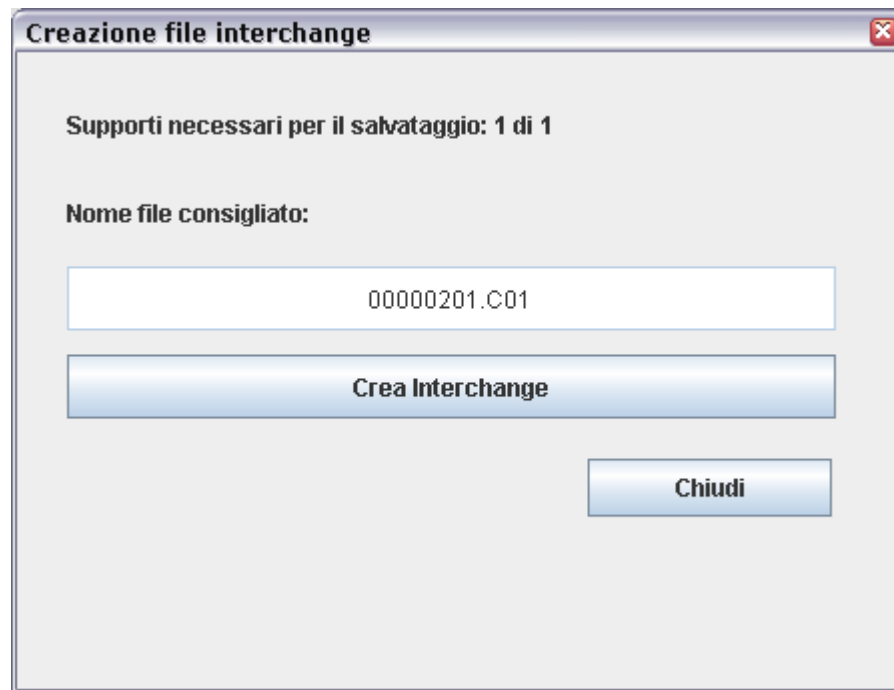 Creazione file interchange
Supporti necessari per il salvataggio: 1 di 1
Nome file consigliato:
00000201.C01
Crea Interchange
Chiudi